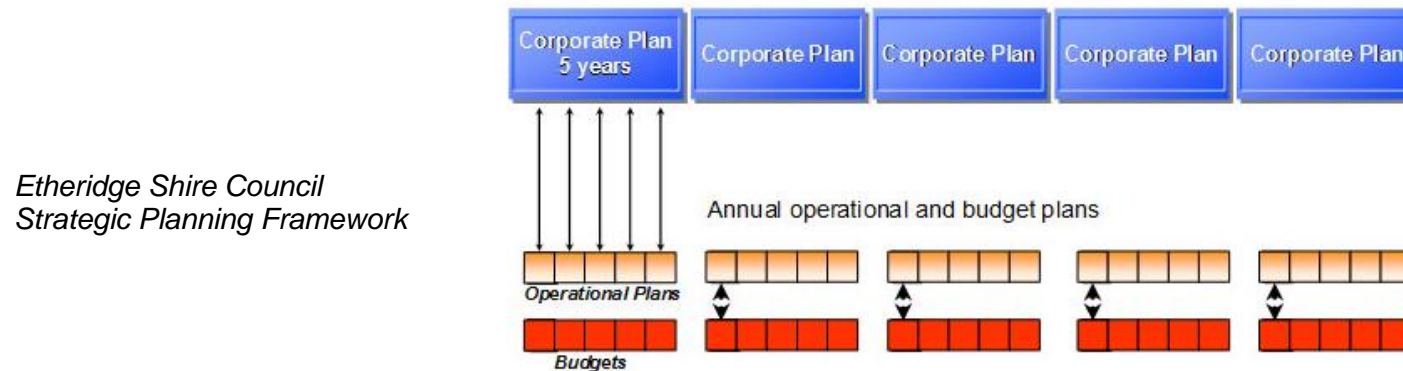 Corporate Plan
5 years
Corporate Plan
Corporate Plan
Corporate Plan
Corporate Plan
Etheridge Shire Council
Strategic Planning Framework
Annual operational and budget plans
Operational Plans
Budgets